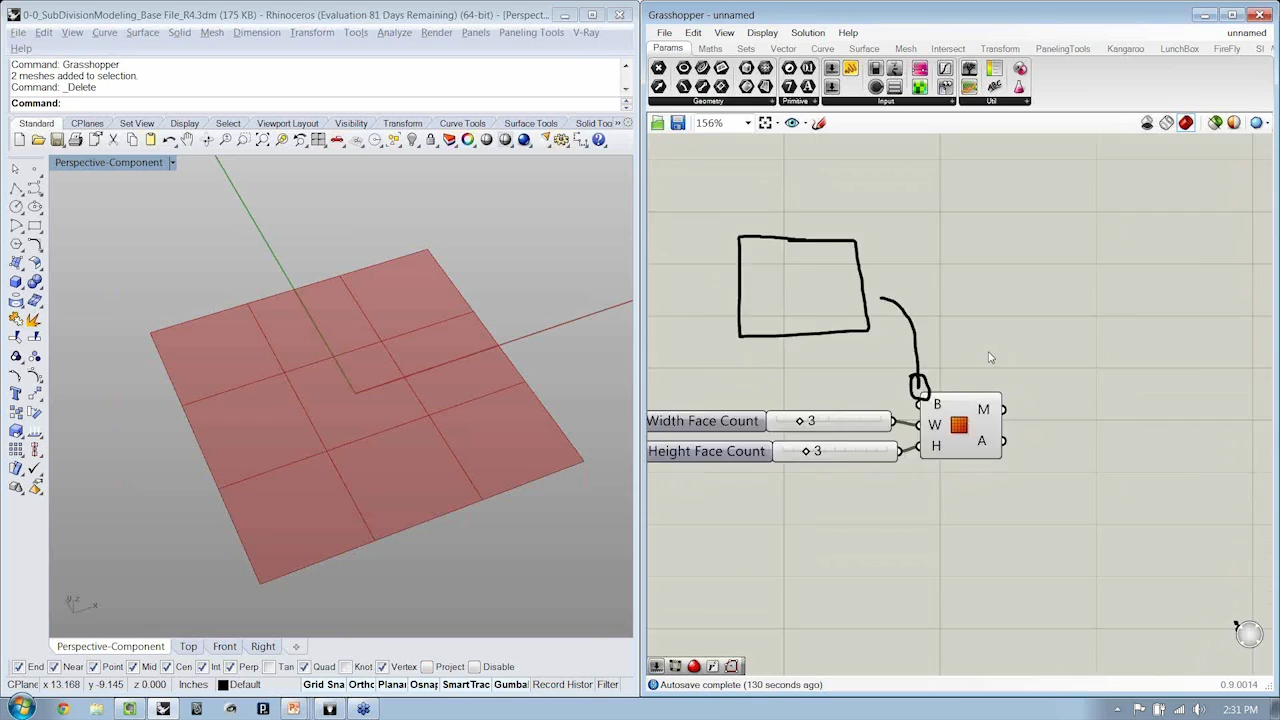 0-0_SubDivisionModeling_Base File_R4.3dm (175 KB) - Rhinoceros (Evaluation 81 Days Remaining) (64-bit) - [Perspect...
File Edit View Curve Surface Solid Mesh Dimension Transform Tools Analyze Render Panels Paneling Tools V-Ray
Help
Command: Grasshopper
2 meshes added to selection.
Command: _Delete
Command:
Standard CPlanes Set View Display Select Viewport Layout Visibility Transform Curve Tools Surface Tools Solid Too »
Perspective-Component
z
y
x
Perspective-Component Top Front Right
End Near Point Mid Cen Int Perp Tan Quad Knot Vertex Project Disable
CPlane x 13.168 y -9.145 z 0.000 Inches Default Grid Sna Ortho Planar Osnap SmartTrac Gumba Record Histor Filter
Grasshopper - unnamed
File Edit View Display Solution Help unnamed
Params Maths Sets Vector Curve Surface Mesh Intersect Transform PanelingTools Kangaroo LunchBox FireFly
Geometry Primitive Input Util
156%
Width Face Count 3
Height Face Count 3
B
W
H
M
A
Autosave complete (130 seconds ago) 0.9.0014
2:31 PM